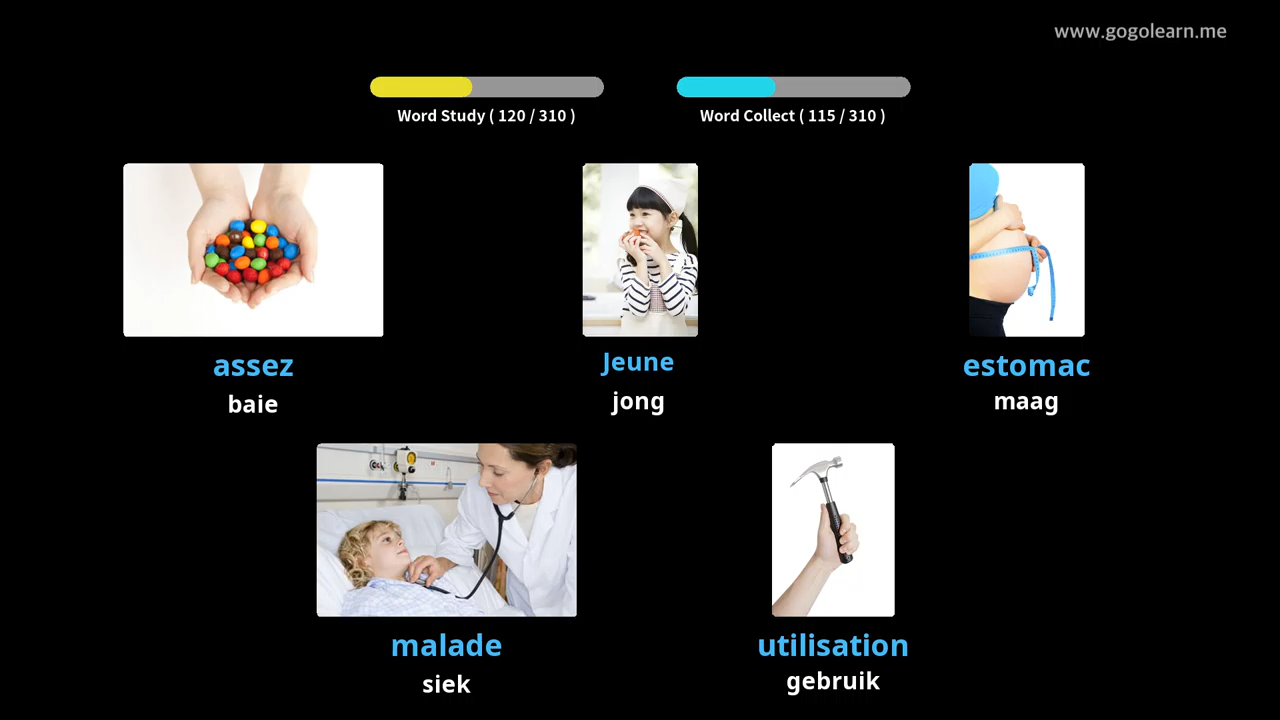 www.gogolearn.me
Word Study ( 120 / 310 )
Word Collect ( 115 / 310 )
assez
baie
Jeune
jong
estomac
maag
malade
siek
utilisation
gebruik